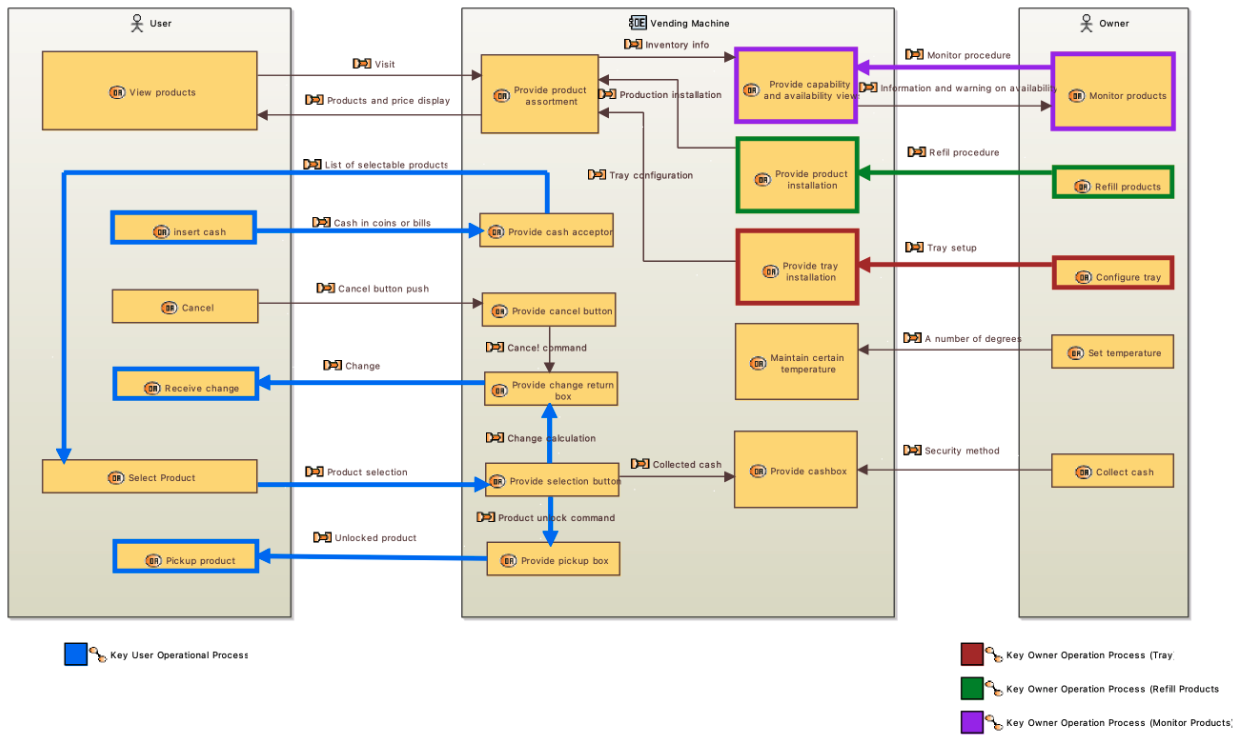 User
Vending Machine
Owner
View products
Visit
Products and price display
Provide product
assortment
Inventory info
Production installation
Tray configuration
Provide capability
and availability view
Monitor procedure
Information and warning on availability
Monitor products
List of selectable products
Provide product
installation
Refil procedure
Refill products
insert cash
Cash in coins or bills
Provide cash acceptor
Provide tray
installation
Tray setup
Configure tray
Cancel
Cancel button push
Provide cancel button
Cancel command
Maintain certain
temperature
A number of degrees
Set temperature
Receive change
Change
Provide change return
box
Change calculation
Select Product
Product selection
Provide selection button
Collected cash
Provide cashbox
Security method
Collect cash
Product unlock command
Pickup product
Unlocked product
Provide pickup box
Key User Operational Process
Key Owner Operation Process (Tray)
Key Owner Operation Process (Refill Products
Key Owner Operation Process (Monitor Products)